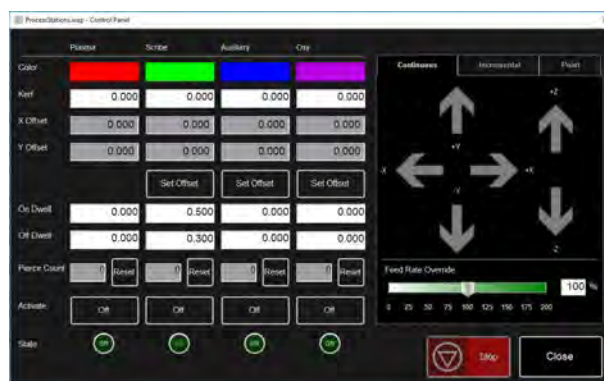 ProcessStations.wsp - Control Panel
Plasma Scribe Auxiliary Oxy
Color
Kerf 0.000 0.000 0.000 0.000
X Offset 0.000 0.000 0.000 0.000
Y Offset 0.000 0.000 0.000 0.000
Set Offset Set Offset Set Offset
On Dwell 0.000 0.500 0.000 0.000
Off Dwell 0.000 0.300 0.000 0.000
Pierce Count 0 Reset 0 Reset 0 Reset 0 Reset
Activate Off Off Off Off
State Off Off Off Off
Continuous Incremental Point
+Z
+Y
-X +X
-Y
-Z
Feed Rate Override
100 %
0 25 50 75 100 125 150 175 200
Stop Close